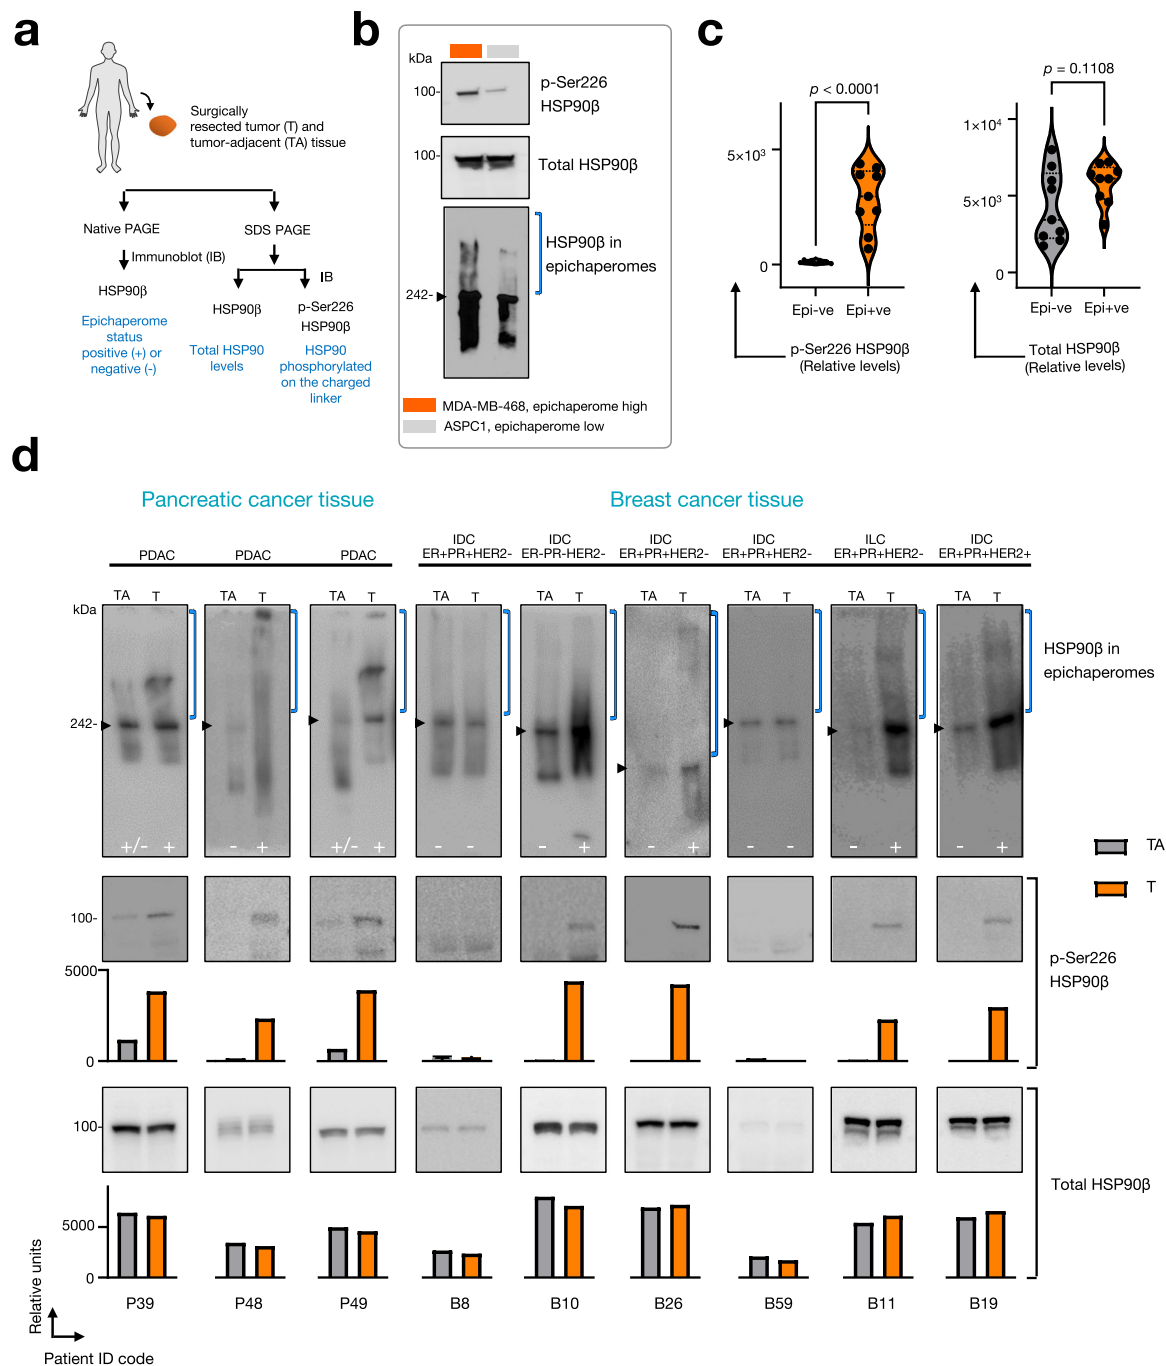 a
Surgically
resected tumor (T) and
tumor-adjacent (TA) tissue
Native PAGE
SDS PAGE
Immunoblot (IB)
IB
HSP90β
HSP90β
p-Ser226
HSP90β
Epichaperome
status
positive (+) or
negative (-)
Total HSP90
levels
HSP90
phosphorylated
on the charged
linker
b
kDa
100-
p-Ser226
HSP90β
100-
Total HSP90β
HSP90β in
epichaperomes
242-
MDA-MB-468, epichaperome high
ASPC1, epichaperome low
c
p < 0.0001
5×10³
0
Epi-ve Epi+ve
p-Ser226 HSP90β
(Relative levels)
p = 0.1108
1×10⁴
5×10³
0
Epi-ve Epi+ve
Total HSP90β
(Relative levels)
d
Pancreatic cancer tissue
Breast cancer tissue
PDAC PDAC PDAC
IDC IDC IDC IDC ILC IDC
ER+PR+HER2- ER-PR-HER2- ER+PR+HER2- ER+PR+HER2- ER+PR+HER2- ER+PR+HER2+
kDa
TA T TA T TA T TA T TA T TA T TA T TA T TA T
HSP90β in
epichaperomes
242-
+/- + - + +/- + - - - + - + - - - + - +
TA
T
100-
p-Ser226
HSP90β
5000
0
100-
Total HSP90β
5000
0
Relative units
P39 P48 P49 B8 B10 B26 B59 B11 B19
Patient ID code